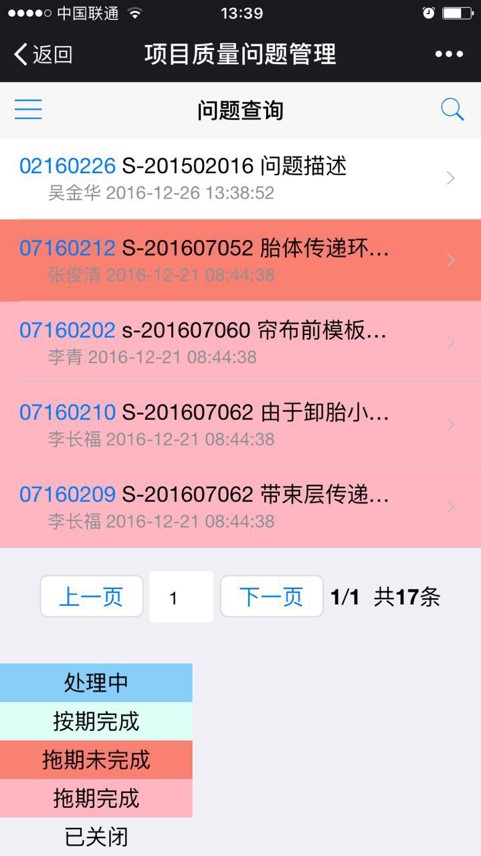 中国联通 13:39
返回 项目质量问题管理
问题查询
02160226 S-201502016 问题描述
吴金华 2016-12-26 13:38:52
07160212 S-201607052 胎体传递环...
张俊清 2016-12-21 08:44:38
07160202 s-201607060 帘布前模板...
李青 2016-12-21 08:44:38
07160210 S-201607062 由于卸胎小...
李长福 2016-12-21 08:44:38
07160209 S-201607062 带束层传递...
李长福 2016-12-21 08:44:38
上一页 1 下一页 1/1 共17条
处理中
按期完成
拖期未完成
拖期完成
已关闭